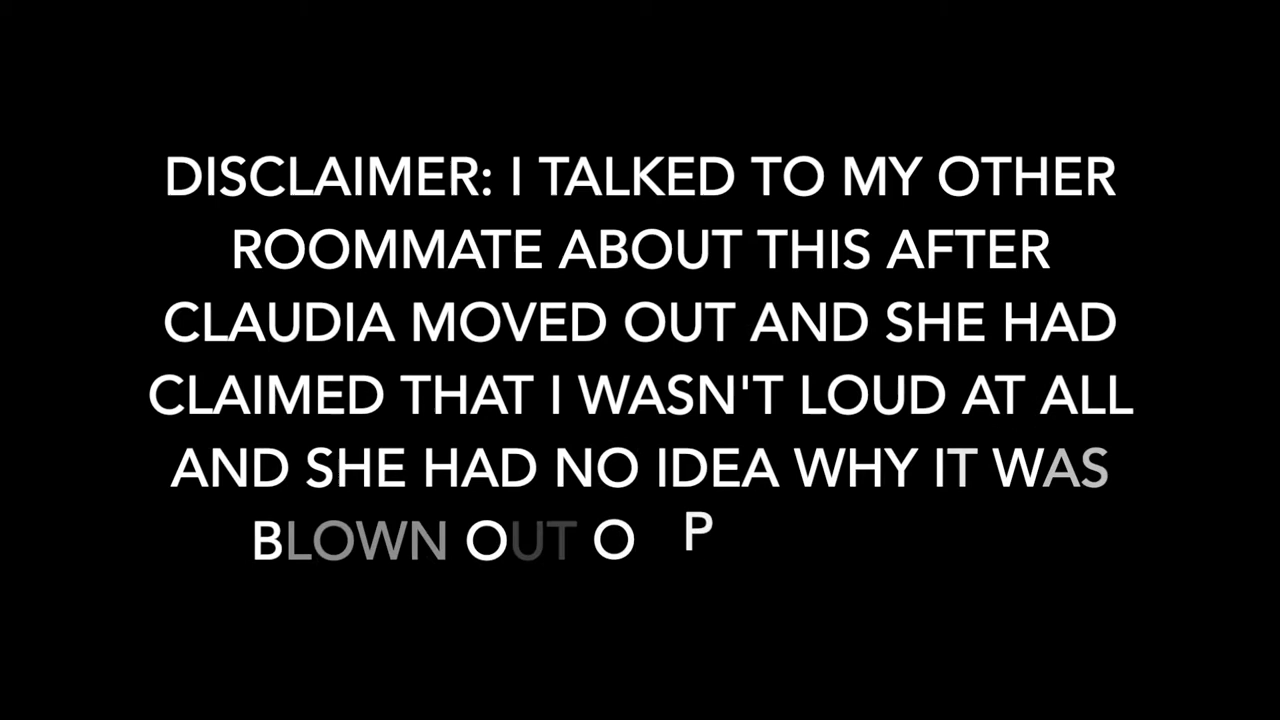 DISCLAIMER: I TALKED TO MY OTHER
ROOMMATE ABOUT THIS AFTER
CLAUDIA MOVED OUT AND SHE HAD
CLAIMED THAT I WASN'T LOUD AT ALL
AND SHE HAD NO IDEA WHY IT WAS
BLOWN OUT O P